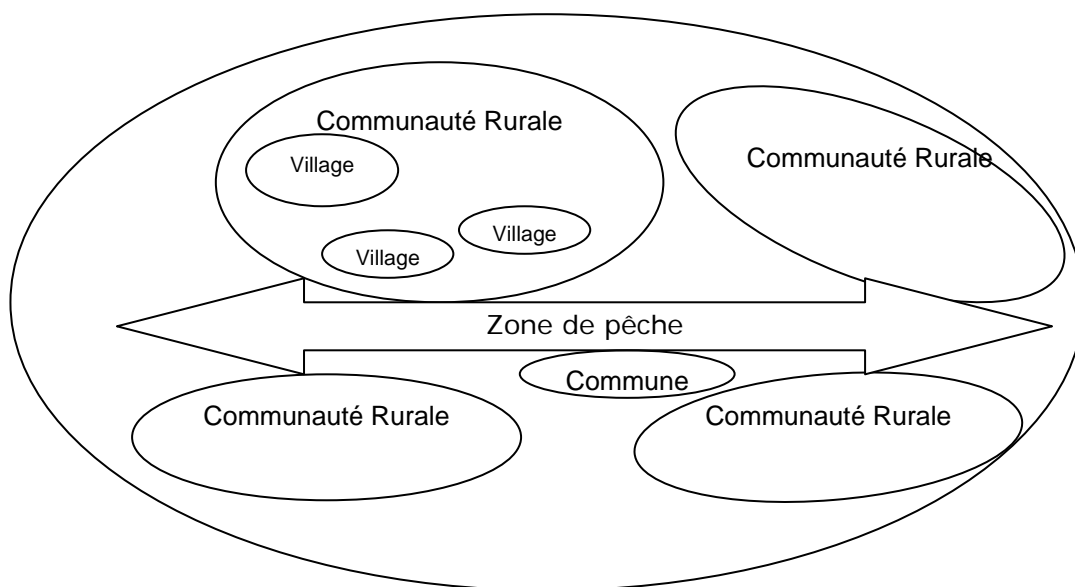 Communauté Rurale
Communauté Rurale
Village
Village
Village
Zone de pêche
Commune
Communauté Rurale
Communauté Rurale